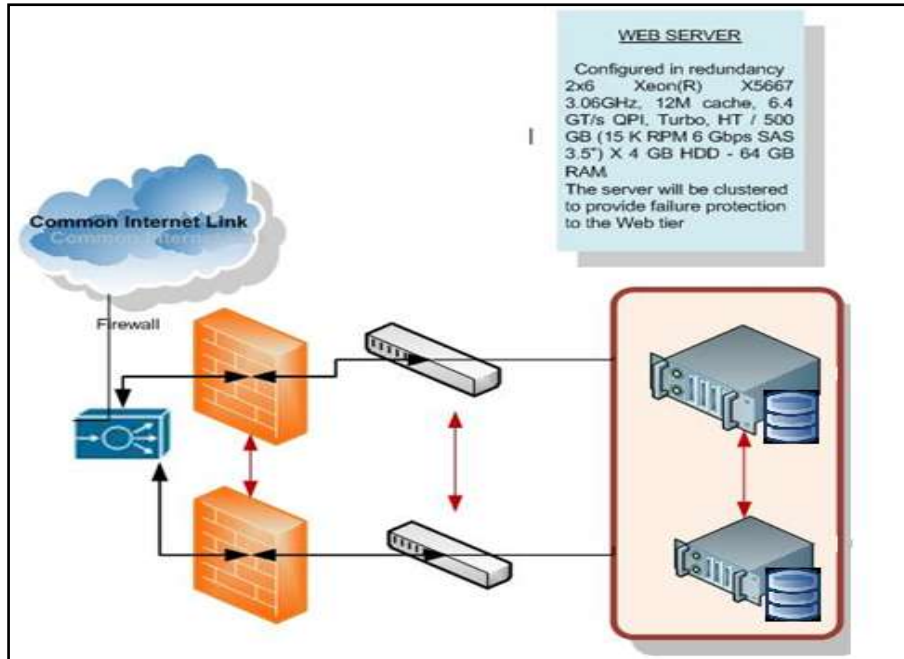 WEB SERVER
Configured in redundancy
2x6 Xeon(R) X5667
3.06GHz, 12M cache, 6.4
GT/s QPI, Turbo, HT / 500
GB (15 K RPM 6 Gbps SAS
3.5") X 4 GB HDD - 64 GB
RAM.
The server will be clustered
to provide failure protection
to the Web tier
Common Internet Link
Firewall